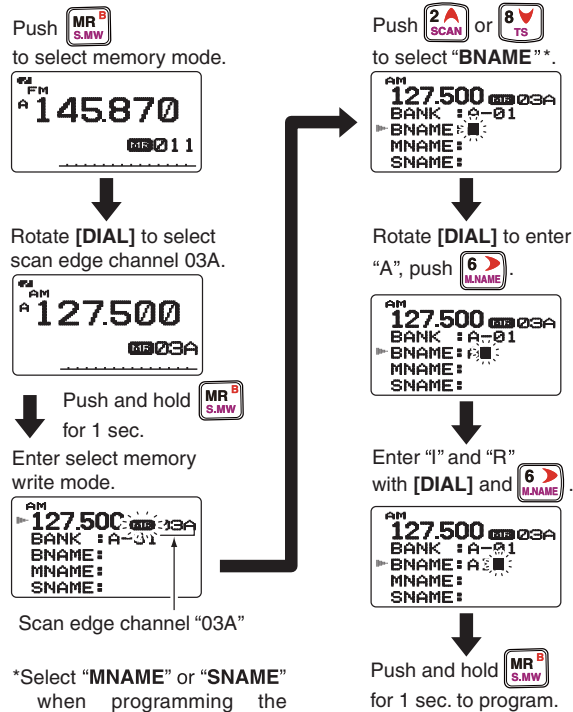 Push MR B S.MW
to select memory mode.
FM
A 145.870
MR 011
Rotate [DIAL] to select
scan edge channel 03A.
AM
A 127.500
MR 03A
Push and hold MR B S.MW
for 1 sec.
Enter select memory
write mode.
AM
127.500 MR 03A
BANK : A-01
BNAME:
MNAME:
SNAME:
Scan edge channel “03A”
*Select “MNAME” or “SNAME”
when programming the
Push 2 SCAN or 8 TS
to select “BNAME”*.
AM
127.500 MR 03A
BANK : A-01
BNAME:
MNAME:
SNAME:
Rotate [DIAL] to enter
“A”, push 6 M.NAME.
AM
127.500 MR 03A
BANK : A-01
BNAME:
MNAME:
SNAME:
Enter “I” and “R”
with [DIAL] and 6 M.NAME.
AM
127.500 MR 03A
BANK : A-01
BNAME: A
MNAME:
SNAME:
Push and hold MR B S.MW
for 1 sec. to program.